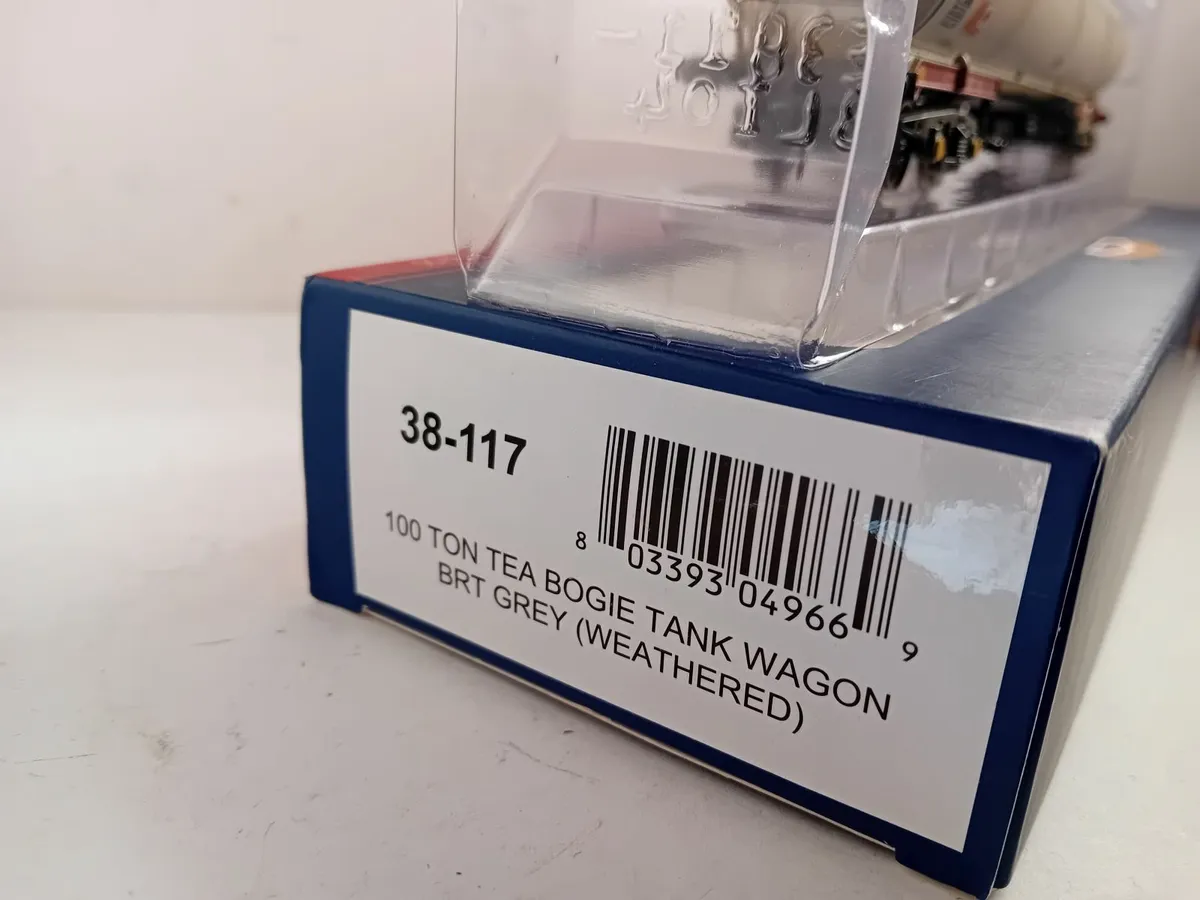 38-117
8 03393 04966 9
100 TON TEA BOGIE TANK WAGON
BRT GREY (WEATHERED)